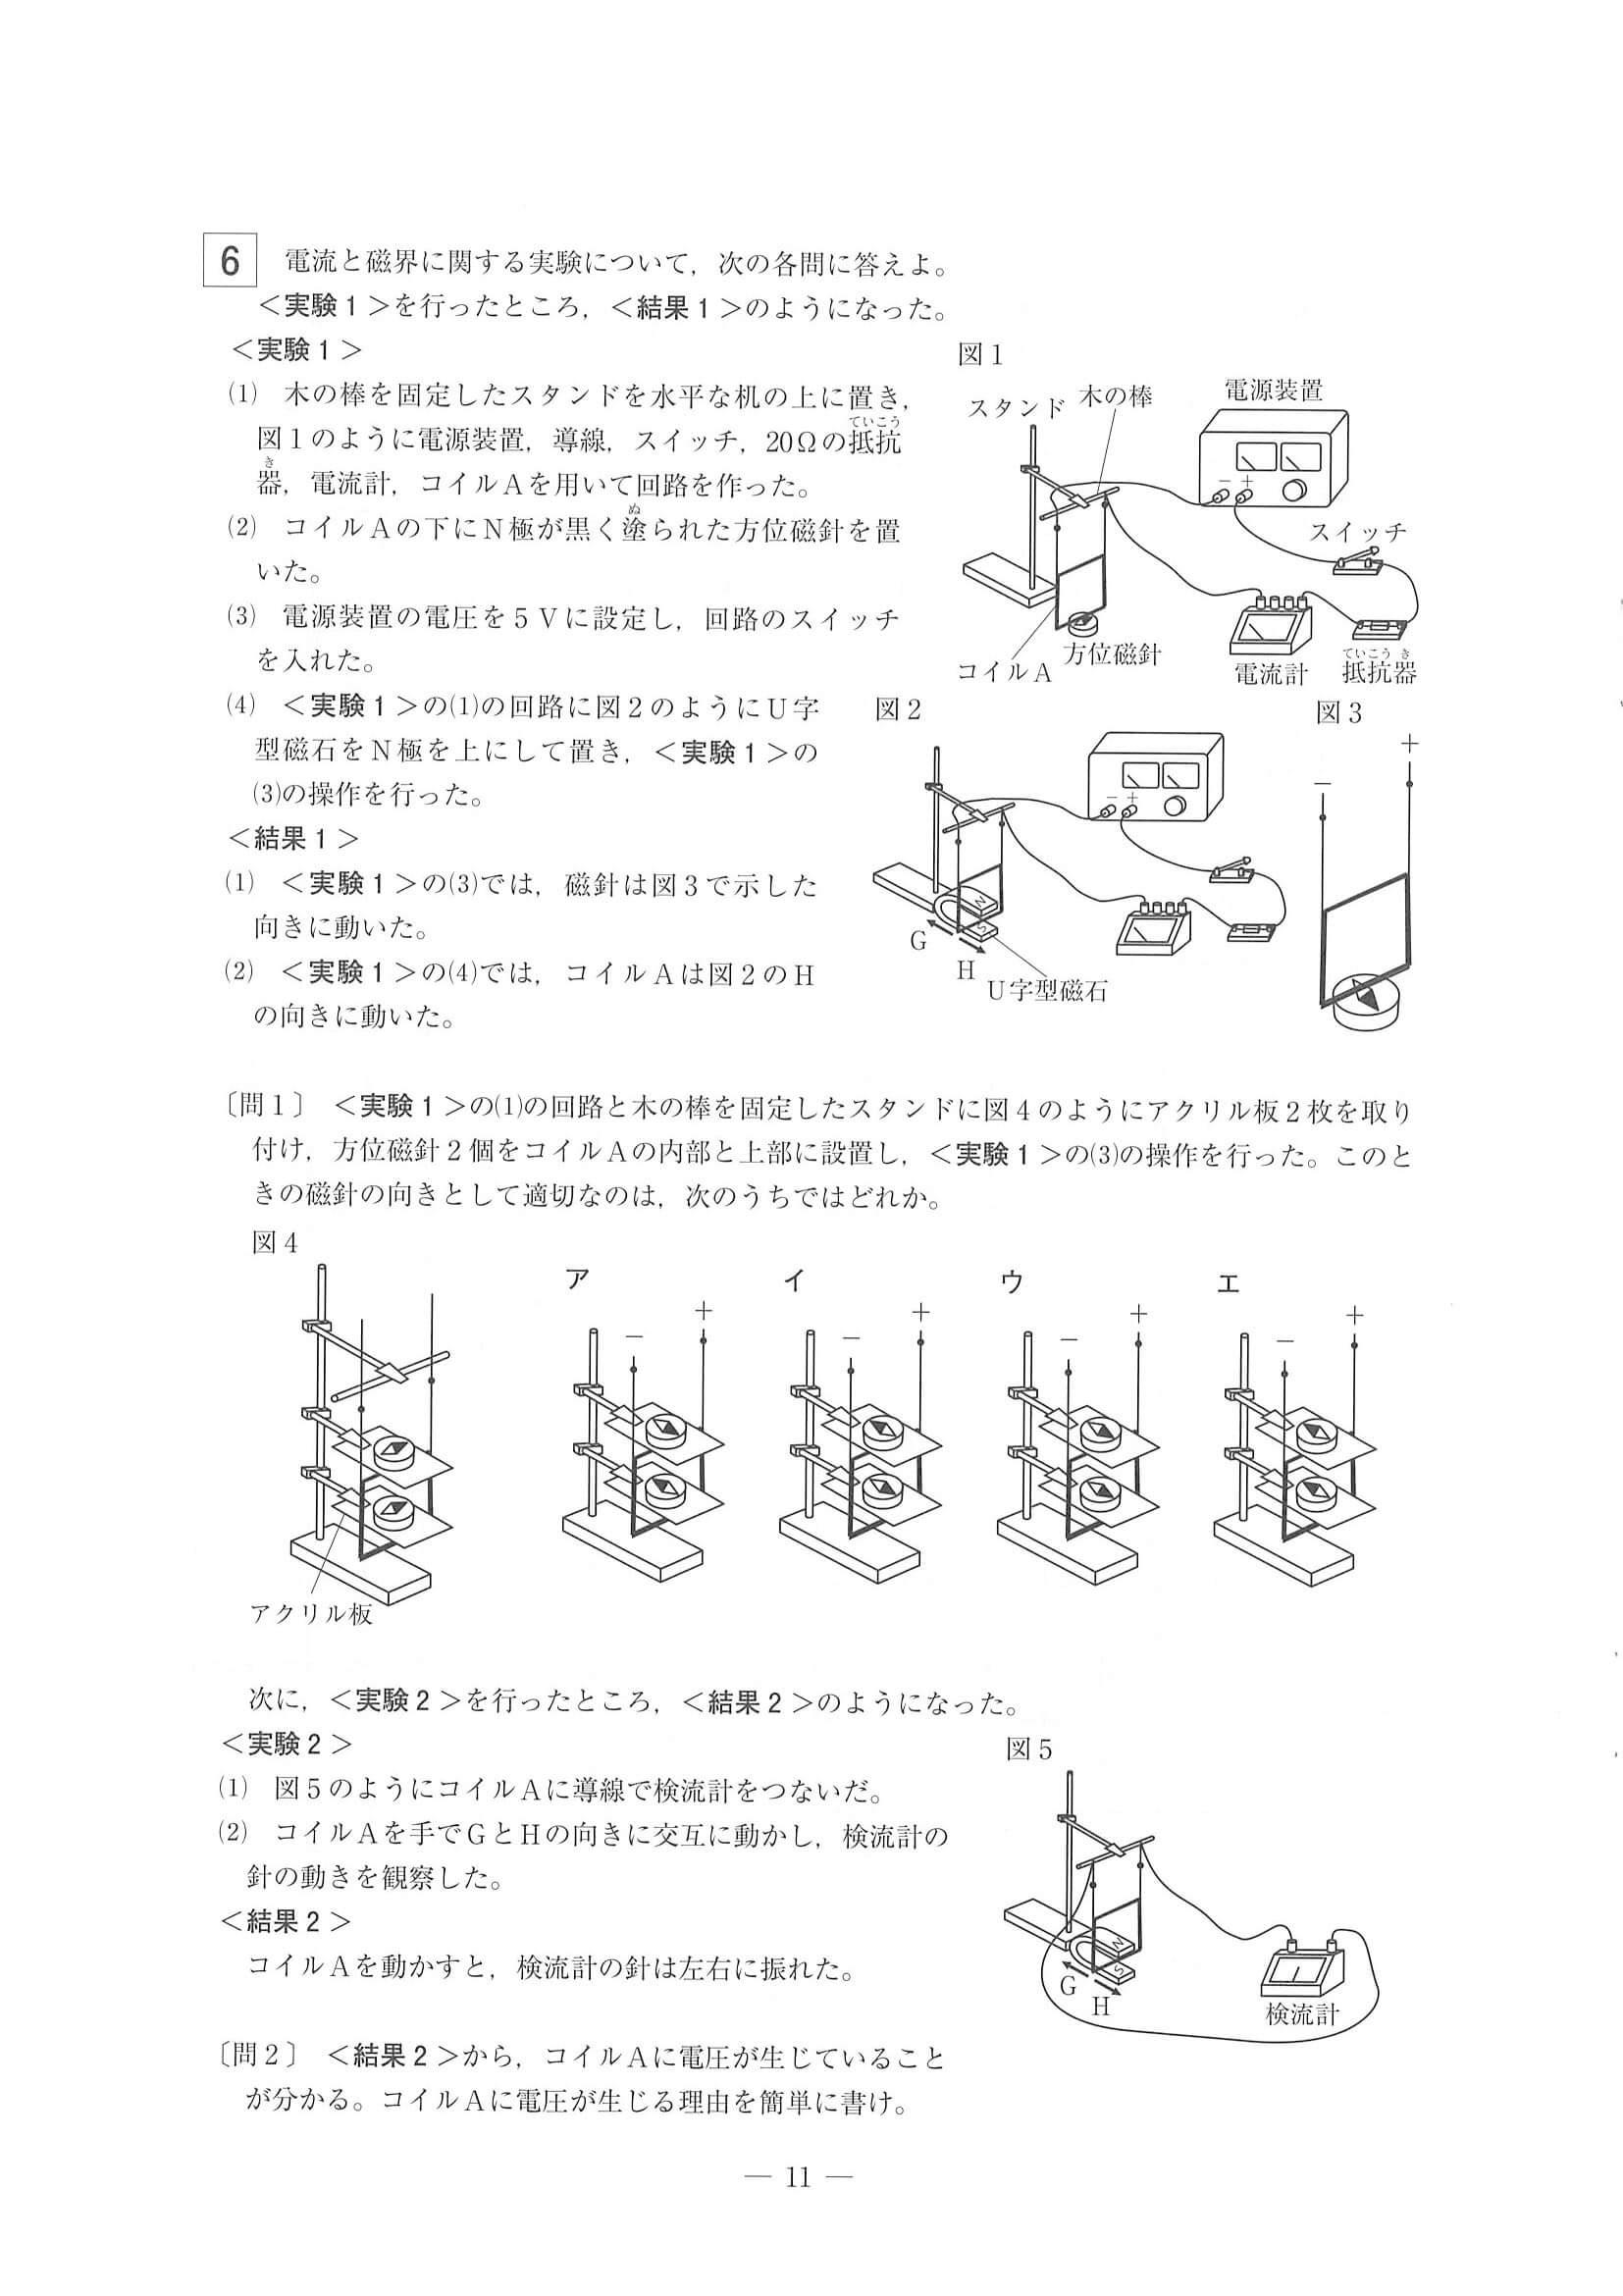 6 電流と磁界に関する実験について，次の各問に答えよ。
＜実験1＞を行ったところ，＜結果1＞のようになった。
＜実験1＞
⑴ 木の棒を固定したスタンドを水平な机の上に置き，
図1のように電源装置，導線，スイッチ，20Ωの抵抗
ていこう
器，電流計，コイルAを用いて回路を作った。
き
⑵ コイルAの下にN極が黒く塗られた方位磁針を置
ぬ
いた。
⑶ 電源装置の電圧を5Vに設定し，回路のスイッチ
を入れた。
⑷ ＜実験1＞の⑴の回路に図2のようにU字
型磁石をN極を上にして置き，＜実験1＞の
⑶の操作を行った。
＜結果1＞
⑴ ＜実験1＞の⑶では，磁針は図3で示した
向きに動いた。
⑵ ＜実験1＞の⑷では，コイルAは図2のH
の向きに動いた。
図1
スタンド
木の棒
電源装置
－ ＋
スイッチ
コイルA
方位磁針
電流計
ていこう き
抵抗器
図2
－ ＋
N
S
G
H
U字型磁石
図3
＋
－
〔問1〕 ＜実験1＞の⑴の回路と木の棒を固定したスタンドに図4のようにアクリル板2枚を取り
付け，方位磁針2個をコイルAの内部と上部に設置し，＜実験1＞の⑶の操作を行った。このと
きの磁針の向きとして適切なのは，次のうちではどれか。
図4
アクリル板
ア
－ ＋
イ
－ ＋
ウ
－ ＋
エ
－ ＋
次に，＜実験2＞を行ったところ，＜結果2＞のようになった。
＜実験2＞
⑴ 図5のようにコイルAに導線で検流計をつないだ。
⑵ コイルAを手でGとHの向きに交互に動かし，検流計の
針の動きを観察した。
＜結果2＞
コイルAを動かすと，検流計の針は左右に振れた。
図5
N
S
G
H
検流計
〔問2〕 ＜結果2＞から，コイルAに電圧が生じていること
が分かる。コイルAに電圧が生じる理由を簡単に書け。
― 11 ―